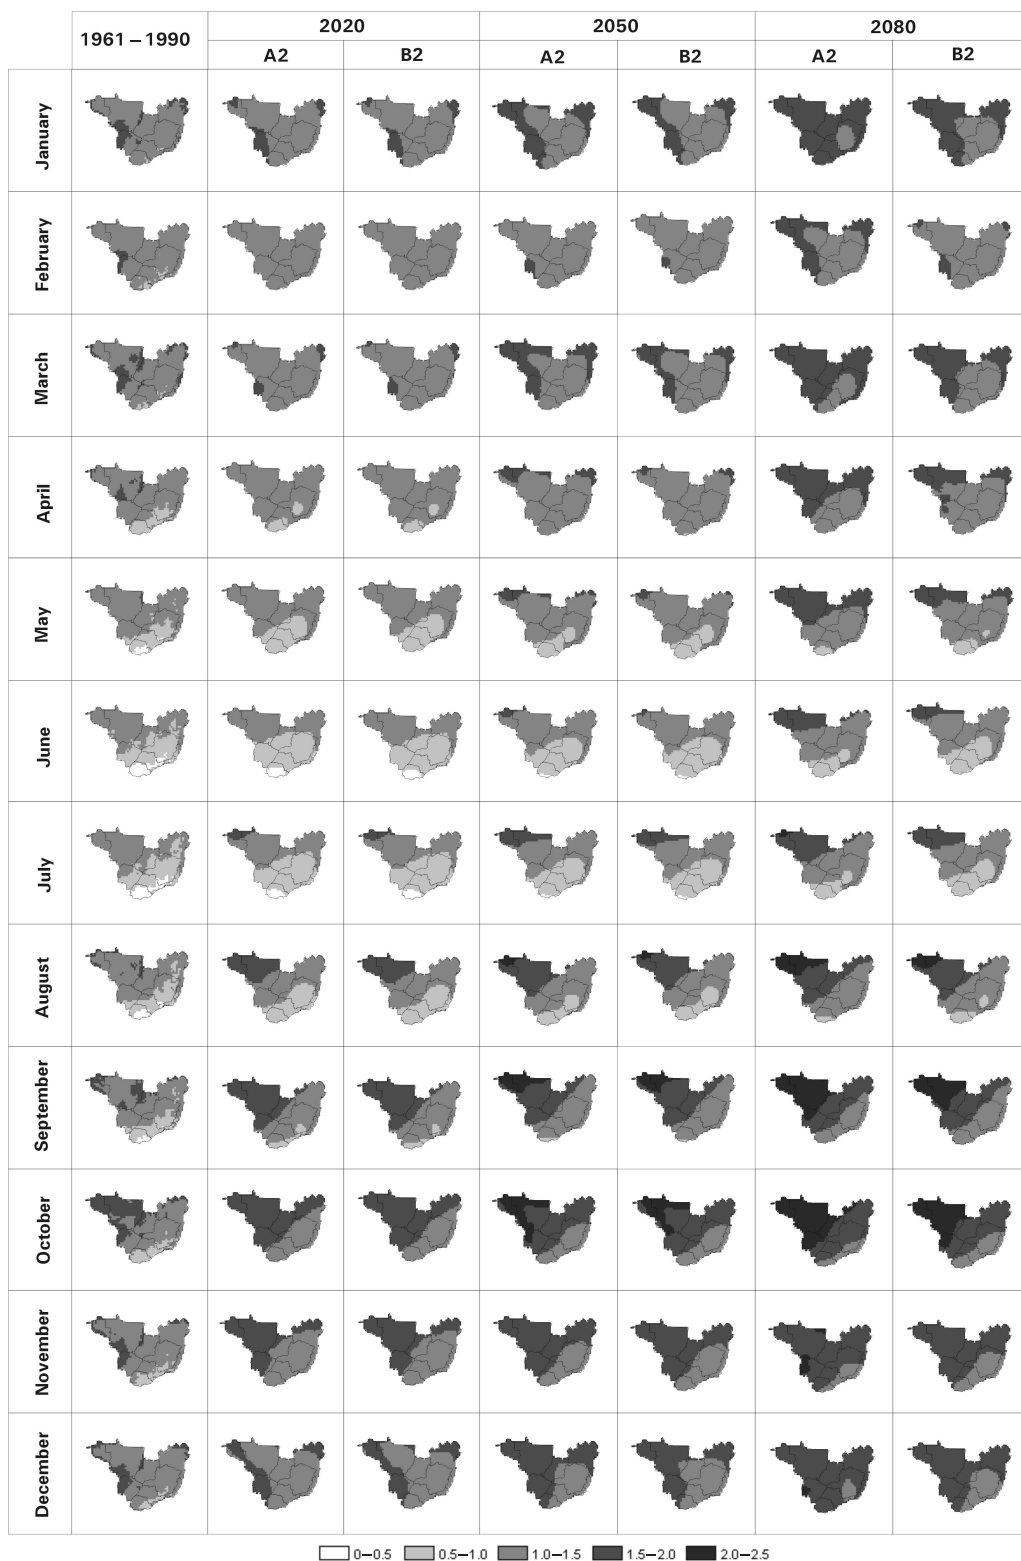 1961–1990 2020 2050 2080
A2 B2 A2 B2 A2 B2
January
February
March
April
May
June
July
August
September
October
November
December
0–0.5 0.5–1.0 1.0–1.5 1.5–2.0 2.0–2.5